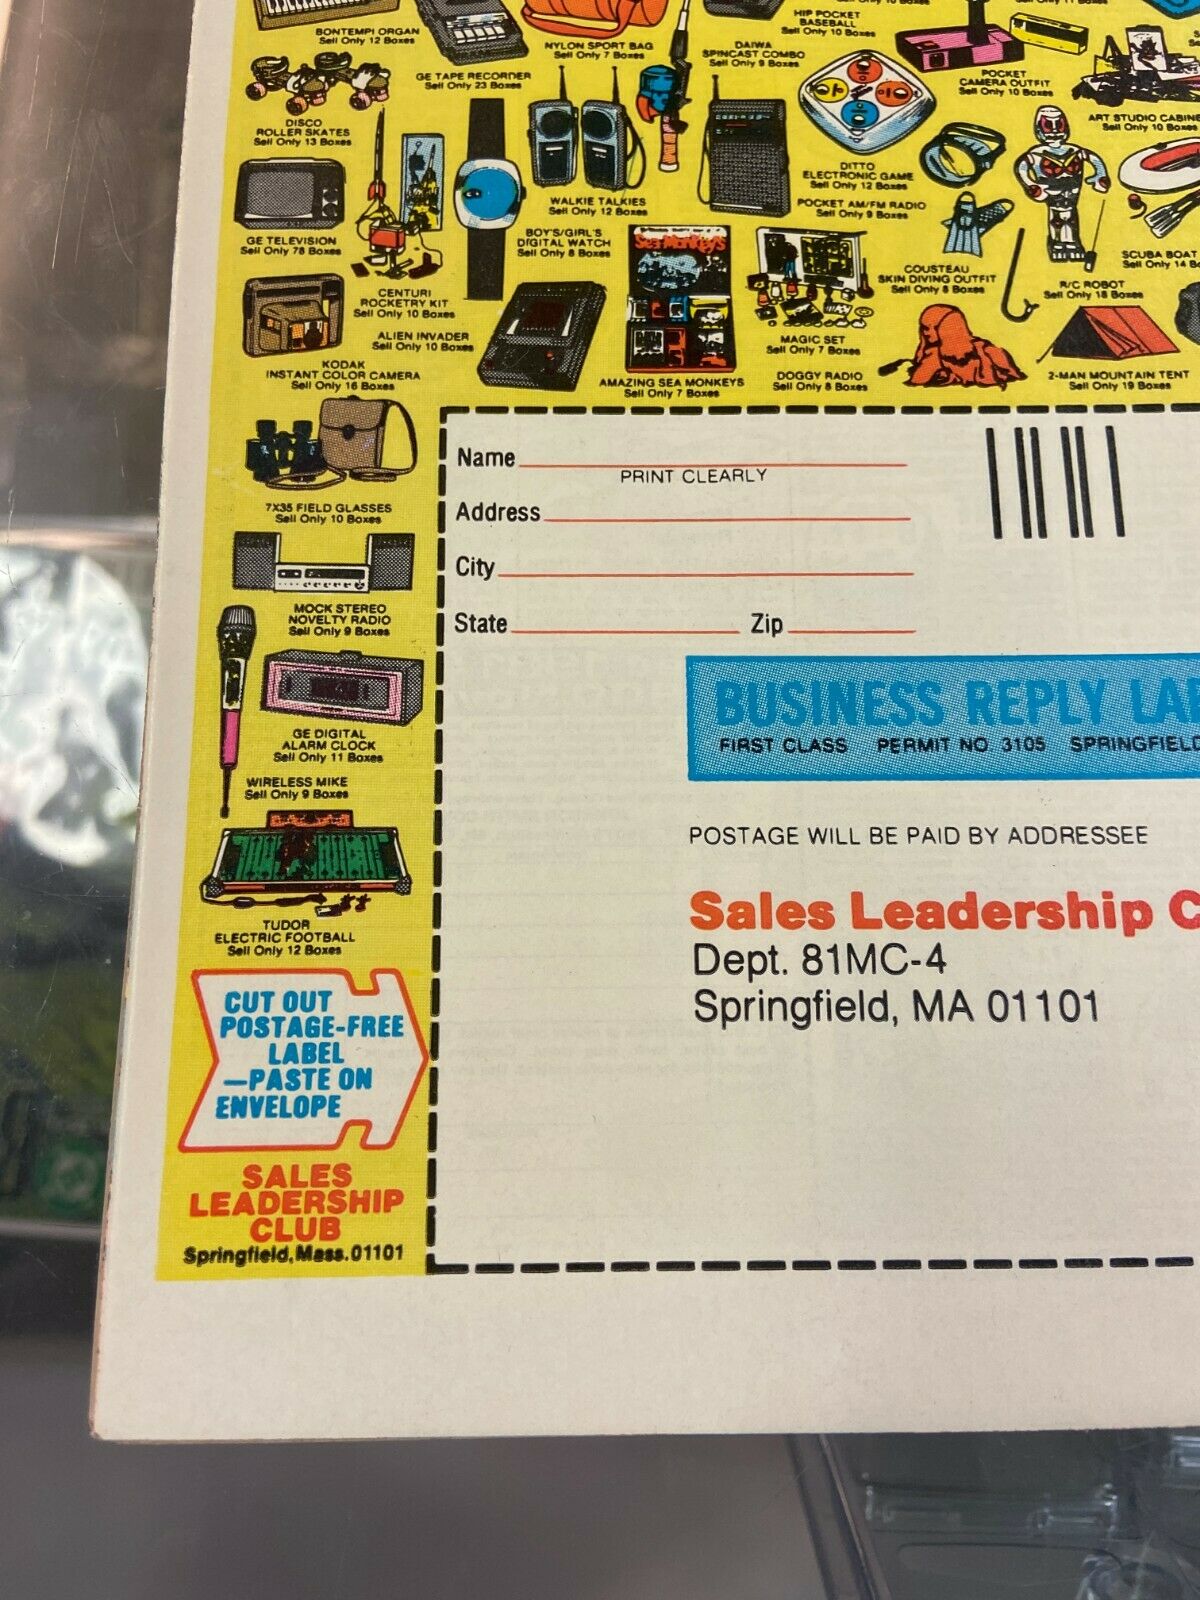 BONTEMPI ORGAN
Sell Only 12 Boxes
GE TAPE RECORDER
Sell Only 23 Boxes
NYLON SPORT BAG
Sell Only 7 Boxes
DAIWA
SPINCAST COMBO
Sell Only 9 Boxes
HIP POCKET
BASEBALL
Sell Only 10 Boxes
POCKET
CAMERA OUTFIT
Sell Only 10 Boxes
ART STUDIO CABINE
Sell Only 10 Boxes
DISCO
ROLLER SKATES
Sell Only 13 Boxes
WALKIE TALKIES
Sell Only 12 Boxes
DITTO
ELECTRONIC GAME
Sell Only 12 Boxes
POCKET AM/FM RADIO
Sell Only 9 Boxes
GE TELEVISION
Sell Only 78 Boxes
BOY'S/GIRL'S
DIGITAL WATCH
Sell Only 8 Boxes
Sea-Monkeys
COUSTEAU
SKIN DIVING OUTFIT
Sell Only 8 Boxes
SCUBA BOAT
Sell Only 14 Bo
R/C ROBOT
Sell Only 18 Boxes
CENTURI
ROCKETRY KIT
Sell Only 10 Boxes
ALIEN INVADER
Sell Only 10 Boxes
MAGIC SET
Sell Only 7 Boxes
KODAK
INSTANT COLOR CAMERA
Sell Only 16 Boxes
AMAZING SEA MONKEYS
Sell Only 7 Boxes
DOGGY RADIO
Sell Only 8 Boxes
2-MAN MOUNTAIN TENT
Sell Only 19 Boxes
7X35 FIELD GLASSES
Sell Only 10 Boxes
MOCK STEREO
NOVELTY RADIO
Sell Only 9 Boxes
GE DIGITAL
ALARM CLOCK
Sell Only 11 Boxes
WIRELESS MIKE
Sell Only 9 Boxes
TUDOR
ELECTRIC FOOTBALL
Sell Only 12 Boxes
CUT OUT
POSTAGE-FREE
LABEL
—PASTE ON
ENVELOPE
SALES
LEADERSHIP
CLUB
Springfield, Mass. 01101
Name
PRINT CLEARLY
Address
City
State Zip
BUSINESS REPLY LA
FIRST CLASS PERMIT NO 3105 SPRINGFIELD
POSTAGE WILL BE PAID BY ADDRESSEE
Sales Leadership C
Dept. 81MC-4
Springfield, MA 01101